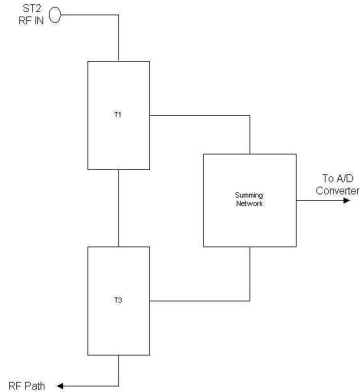 ST2
RF IN
T1
Summing
Network
To A/D
Converter
T3
RF Path